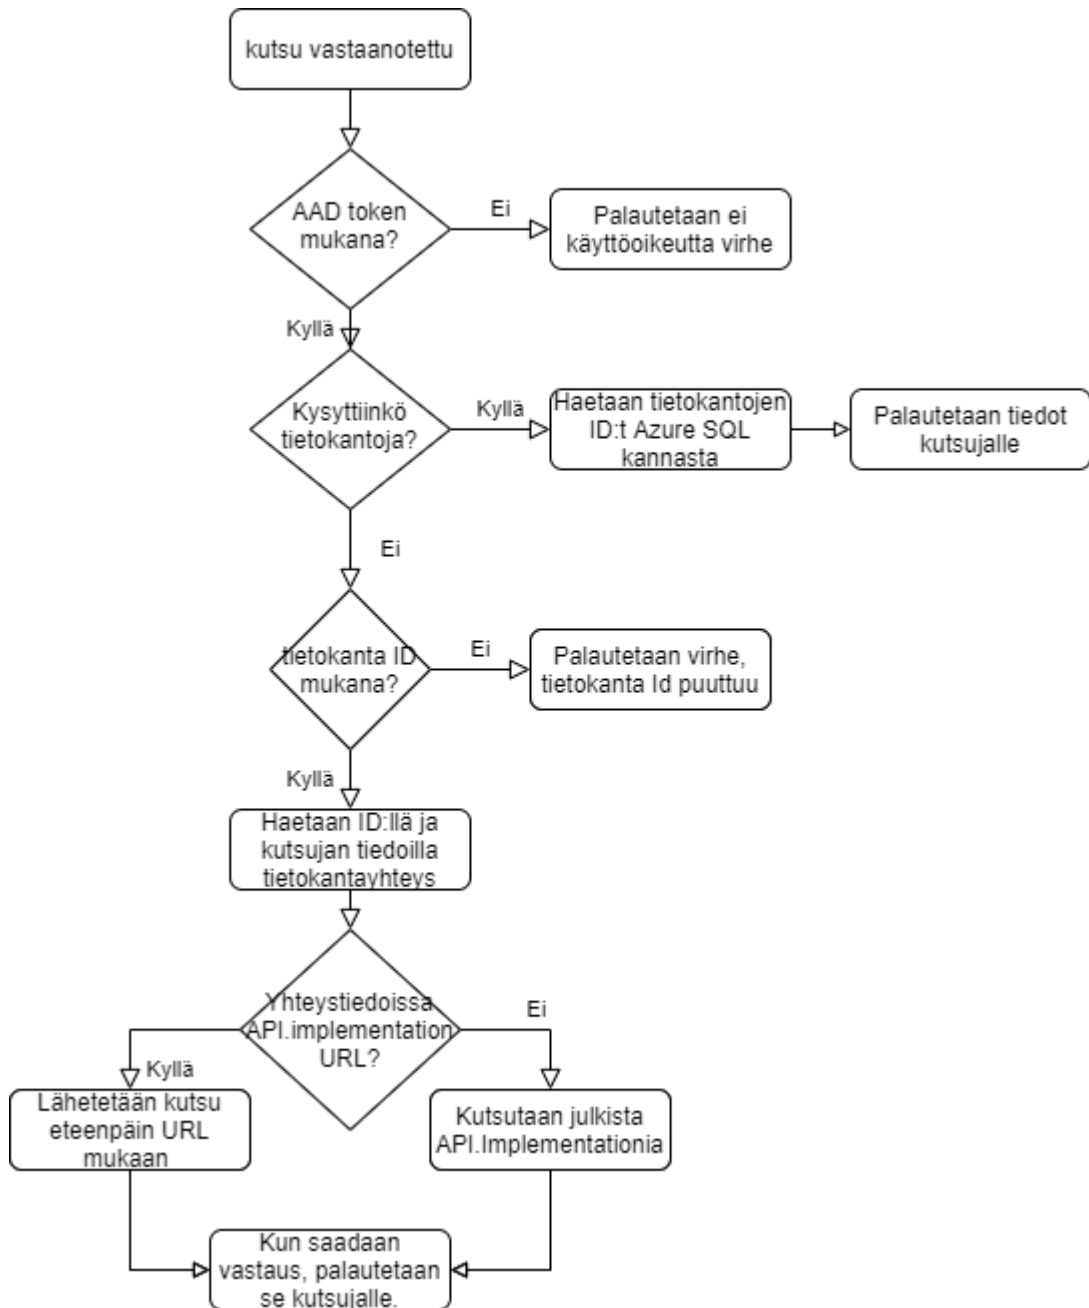 kutsu vastaanotettu
AAD token
mukana?
Ei
Palautetaan ei
käyttöoikeutta virhe
Kyllä
Kysyttiinkö
tietokantoja?
Kyllä
Haetaan tietokantojen
ID:t Azure SQL
kannasta
Palautetaan tiedot
kutsujalle
Ei
tietokanta ID
mukana?
Ei
Palautetaan virhe,
tietokanta Id puuttuu
Kyllä
Haetaan ID:llä ja
kutsujan tiedoilla
tietokantayhteys
Yhteystiedoissa
API.implementation
URL?
Ei
Kyllä
Lähetetään kutsu
eteenpäin URL
mukaan
Kutsutaan julkista
API.Implementationia
Kun saadaan
vastaus, palautetaan
se kutsujalle.